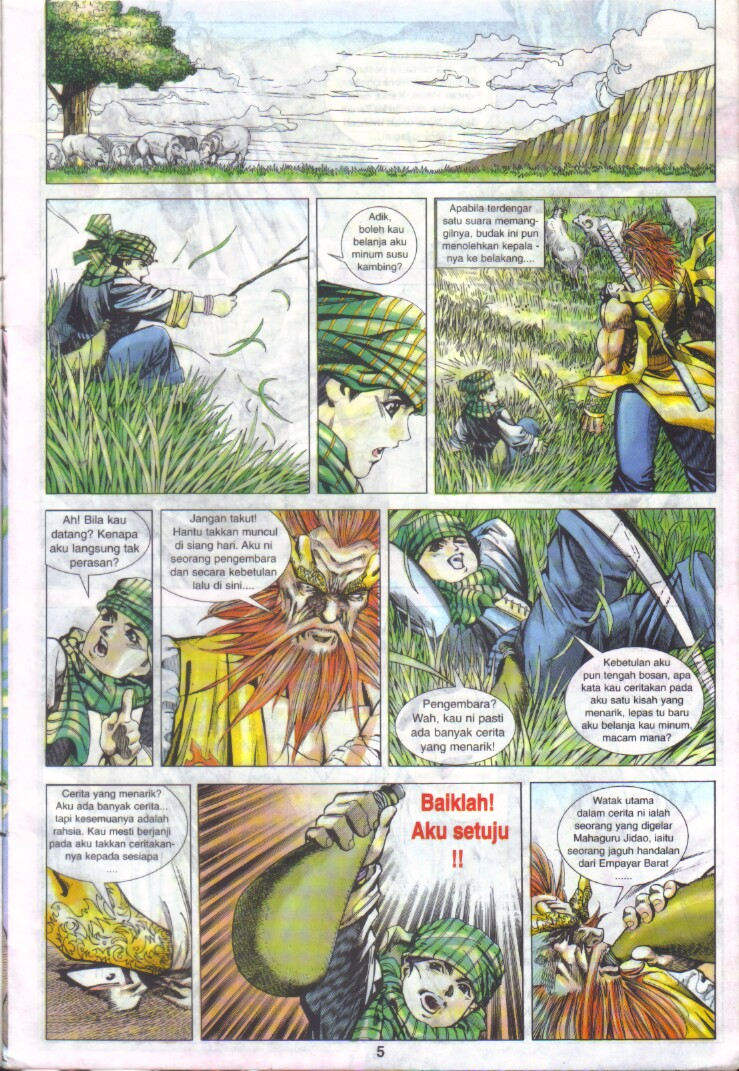 Adik,
boleh kau
belanja aku
minum susu
kambing?
Apabila terdengar
satu suara memang-
gilnya, budak ini pun
menolehkan kepala -
nya ke belakang....
Ah! Bila kau
datang? Kenapa
aku langsung tak
perasan?
Jangan takut!
Hantu takkan muncul
di siang hari. Aku ni
seorang pengembara
dan secara kebetulan
lalu di sini....
Pengembara?
Wah, kau ni pasti
ada banyak cerita
yang menarik!
Kebetulan aku
pun tengah bosan, apa
kata kau ceritakan pada
aku satu kisah yang
menarik, lepas tu baru
aku belanja kau minum,
macam mana?
Cerita yang menarik?
Aku ada banyak cerita...
tapi kesemuanya adalah
rahsia. Kau mesti berjanji
pada aku takkan ceritakan-
nya kepada sesiapa
....
Baiklah!
Aku setuju
!!
Watak utama
dalam cerita ni ialah
seorang yang digelar
Mahaguru Jidao, iaitu
seorang jaguh handalan
dari Empayar Barat
......
5